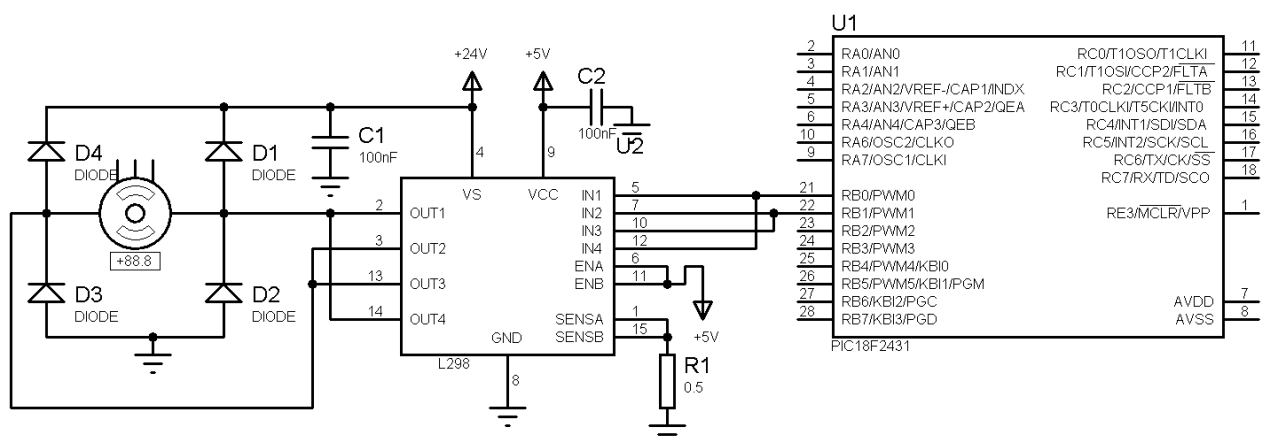 U1
+24V
+5V
C2
100nF
U2
D4
DIODE
D1
DIODE
C1
100nF
+88.8
D3
DIODE
D2
DIODE
4
9
VS
VCC
2
OUT1
3
OUT2
13
OUT3
14
OUT4
IN1
5
IN2
7
IN3
10
IN4
12
ENA
6
ENB
11
SENSA
1
SENSB
15
GND
8
L298
+5V
R1
0.5
2
RA0/AN0
3
RA1/AN1
4
RA2/AN2/VREF-/CAP1/INDX
5
RA3/AN3/VREF+/CAP2/QEA
6
RA4/AN4/CAP3/QEB
10
RA6/OSC2/CLKO
9
RA7/OSC1/CLKI
21
RB0/PWM0
22
RB1/PWM1
23
RB2/PWM2
24
RB3/PWM3
25
RB4/PWM4/KBI0
26
RB5/PWM5/KBI1/PGM
27
RB6/KBI2/PGC
28
RB7/KBI3/PGD
RC0/T1OSO/T1CLKI
11
RC1/T1OSI/CCP2/FLTA
12
RC2/CCP1/FLTB
13
RC3/T0CLKI/T5CKI/INT0
14
RC4/INT1/SDI/SDA
15
RC5/INT2/SCK/SCL
16
RC6/TX/CK/SS
17
RC7/RX/TD/SCO
18
RE3/MCLR/VPP
1
AVDD
7
AVSS
8
PIC18F2431